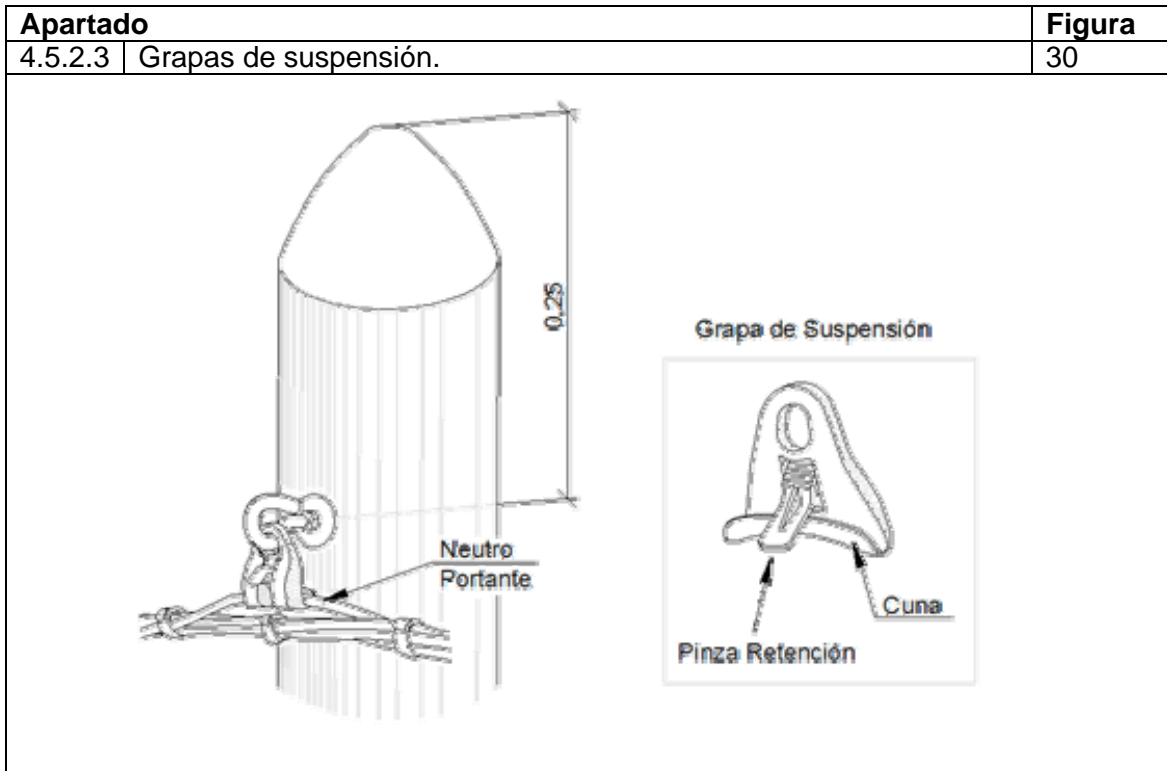 Apartado Figura
4.5.2.3 Grapas de suspensión. 30
0,25
Grapa de Suspensión
Neutro
Portante
Cuna
Pinza Retención